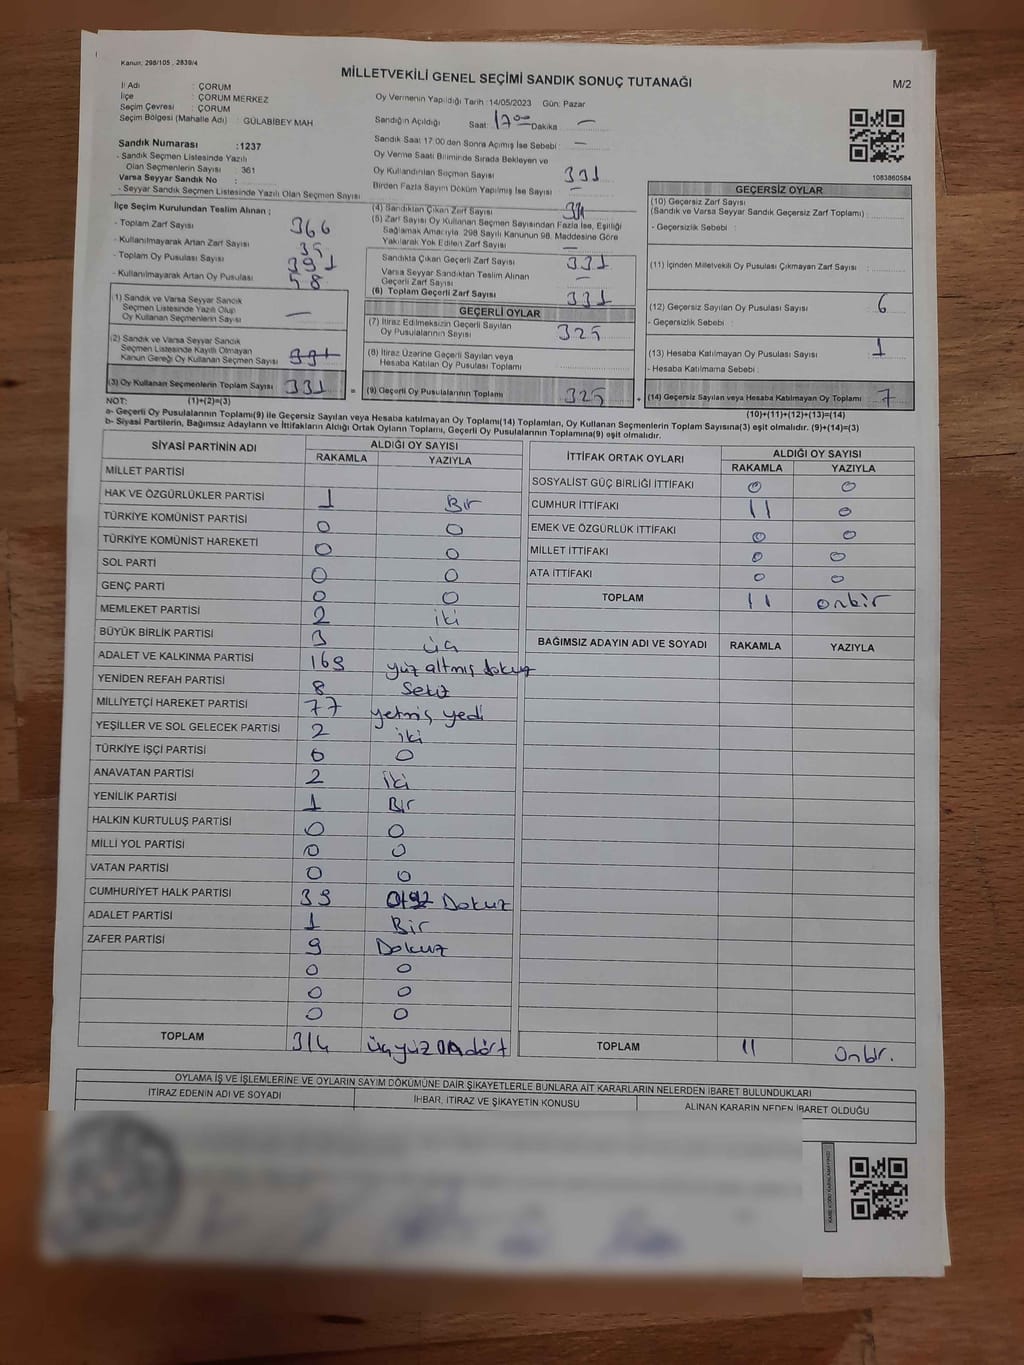 Kanun: 298/105 , 2839/4
MİLLETVEKİLİ GENEL SEÇİMİ SANDIK SONUÇ TUTANAĞI
M/2
İl Adı : ÇORUM
İlçe : ÇORUM MERKEZ
Seçim Çevresi : ÇORUM
Seçim Bölgesi (Mahalle Adı) : GÜLABİBEY MAH
Sandık Numarası :1237
- Sandık Seçmen Listesinde Yazılı
Olan Seçmenlerin Sayısı : 361
Varsa Seyyar Sandık No :
- Seyyar Sandık Seçmen Listesinde Yazılı Olan Seçmen Sayısı
Oy Vermenin Yapıldığı Tarih :14/05/2023 Gün: Pazar
Sandığın Açıldığı Saat: 17 00 Dakika —
Sandık Saat 17:00'den Sonra Açılmış İse Sebebi : —
Oy Verme Saati Bitiminde Sırada Bekleyen ve
Oy Kullandırılan Seçmen Sayısı 331
Birden Fazla Sayım Döküm Yapılmış İse Sayısı —
1083860584
İlçe Seçim Kurulundan Teslim Alınan ;
- Toplam Zarf Sayısı 366
- Kullanılmayarak Artan Zarf Sayısı 35
- Toplam Oy Pusulası 391
- Kullanılmayarak Artan Oy Pusulası 58
(1) Sandık ve Varsa Seyyar Sandık
Seçmen Listesinde Yazılı Olup
Oy Kullanan Seçmenlerin Sayısı —
(2) Sandık ve Varsa Seyyar Sandık
Seçmen Listesinde Kayıtlı Olmayan
Kanun Gereği Oy Kullanan Seçmen Sayısı 331
(3) Oy Kullanan Seçmenlerin Toplam Sayısı 331
(4) Sandıktan Çıkan Zarf Sayısı
(5) Zarf Sayısı Oy Kullanan Seçmen Sayısından Fazla İse, Eşitliği
Sağlamak Amacıyla, 298 Sayılı Kanunun 98. Maddesine Göre
Yakılarak Yok Edilen Zarf Sayısı —
Sandıkta Çıkan Geçerli Zarf Sayısı 331
Varsa Seyyar Sandıktan Teslim Alınan
Geçerli Zarf Sayısı —
(6) Toplam Geçerli Zarf Sayısı 331
GEÇERLİ OYLAR
(7) İtiraz Edilmeksizin Geçerli Sayılan
Oy Pusulalarının Sayısı 325
(8) İtiraz Üzerine Geçerli Sayılan veya
Hesaba Katılan Oy Pusulası Toplamı
= (9) Geçerli Oy Pusulalarının Toplamı 325
GEÇERSİZ OYLAR
(10) Geçersiz Zarf Sayısı
(Sandık ve Varsa Seyyar Sandık Geçersiz Zarf Toplamı)
- Geçersizlik Sebebi :
(11) İçinden Milletvekili Oy Pusulası Çıkmayan Zarf Sayısı :
(12) Geçersiz Sayılan Oy Pusulası Sayısı 6
- Geçersizlik Sebebi :
(13) Hesaba Katılmayan Oy Pusulası Sayısı 1
- Hesaba Katılmama Sebebi :
+ (14) Geçersiz Sayılan veya Hesaba Katılmayan Oy Toplamı 7
NOT: (1)+(2)=(3) (10)+(11)+(12)+(13)=(14)
a- Geçerli Oy Pusulalarının Toplamı(9) ile Geçersiz Sayılan veya Hesaba katılmayan Oy Toplamı(14) Toplamları, Oy Kullanan Seçmenlerin Toplam Sayısına(3) eşit olmalıdır. (9)+(14)=(3)
b- Siyasi Partilerin, Bağımsız Adayların ve İttifakların Aldığı Ortak Oyların Toplamı, Geçerli Oy Pusulalarının Toplamına(9) eşit olmalıdır.
SİYASİ PARTİNİN ADI ALDIĞI OY SAYISI
RAKAMLA YAZIYLA
MİLLET PARTİSİ
HAK VE ÖZGÜRLÜKLER PARTİSİ 1 Bir
TÜRKİYE KOMÜNİST PARTİSİ 0 0
TÜRKİYE KOMÜNİST HAREKETİ 0 0
SOL PARTİ 0 0
GENÇ PARTİ 0 0
MEMLEKET PARTİSİ 2 iki
BÜYÜK BİRLİK PARTİSİ 3 üç
ADALET VE KALKINMA PARTİSİ 169 yüz altmış dokuz
YENİDEN REFAH PARTİSİ 8 Sekiz
MİLLİYETÇİ HAREKET PARTİSİ 77 yetmiş yedi
YEŞİLLER VE SOL GELECEK PARTİSİ 2 iki
TÜRKİYE İŞÇİ PARTİSİ 0 0
ANAVATAN PARTİSİ 2 iki
YENİLİK PARTİSİ 1 Bir
HALKIN KURTULUŞ PARTİSİ 0 0
MİLLİ YOL PARTİSİ 0 0
VATAN PARTİSİ 0 0
CUMHURİYET HALK PARTİSİ 39 Otuz Dokuz
ADALET PARTİSİ 1 Bir
ZAFER PARTİSİ 9 Dokuz
0 0
0 0
0 0
TOPLAM 314 üçyüz on dört
İTTİFAK ORTAK OYLARI ALDIĞI OY SAYISI
RAKAMLA YAZIYLA
SOSYALİST GÜÇ BİRLİĞİ İTTİFAKI 0 0
CUMHUR İTTİFAKI 11 0
EMEK VE ÖZGÜRLÜK İTTİFAKI 0 0
MİLLET İTTİFAKI 0 0
ATA İTTİFAKI 0 0
TOPLAM 11 onbir
BAĞIMSIZ ADAYIN ADI VE SOYADI RAKAMLA YAZIYLA
TOPLAM 11 Onbir.
OYLAMA İŞ VE İŞLEMLERİNE VE OYLARIN SAYIM DÖKÜMÜNE DAİR ŞİKAYETLERLE BUNLARA AİT KARARLARIN NELERDEN İBARET BULUNDUKLARI
İTİRAZ EDENİN ADI VE SOYADI İHBAR, İTİRAZ VE ŞİKAYETİN KONUSU ALINAN KARARIN NEDEN İBARET OLDUĞU